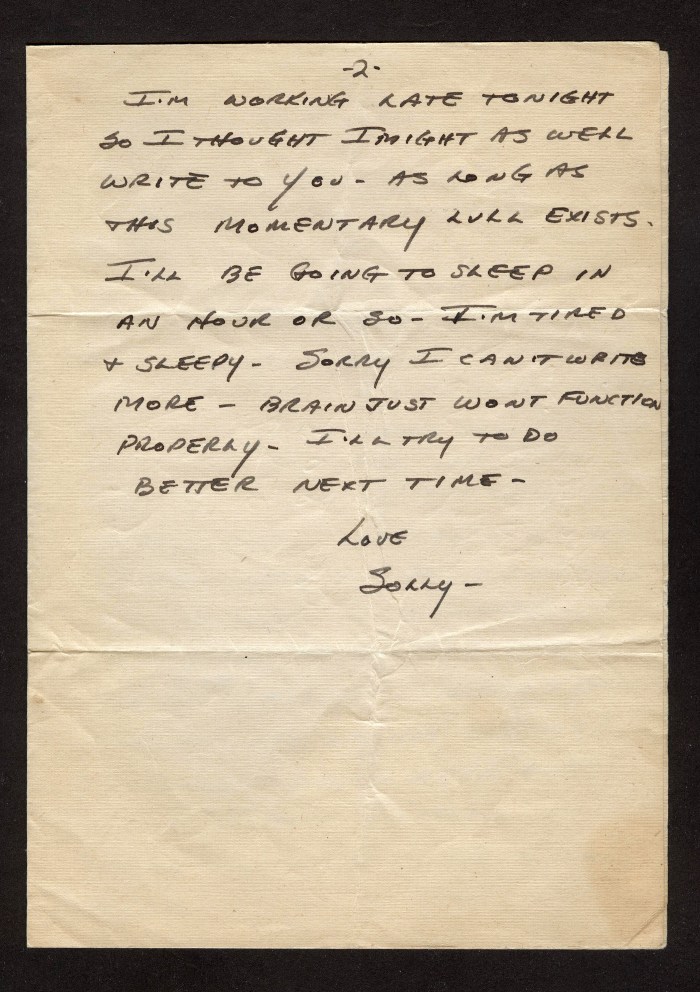 -2-
I'M WORKING LATE TONIGHT
SO I THOUGHT I MIGHT AS WELL
WRITE TO YOU - AS LONG AS
THIS MOMENTARY LULL EXISTS.
I'LL BE GOING TO SLEEP IN
AN HOUR OR SO - I'M TIRED
+ SLEEPY - SORRY I CAN'T WRITE
MORE - BRAIN JUST WONT FUNCTION
PROPERLY - I'LL TRY TO DO
BETTER NEXT TIME -
LOVE
SOLLY -